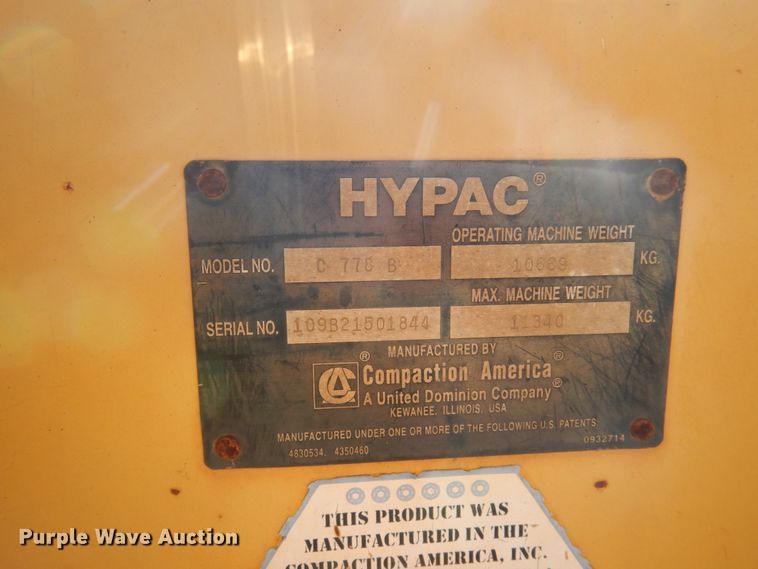 HYPAC®
OPERATING MACHINE WEIGHT
MODEL NO. C 778 B 10669 KG.
MAX. MACHINE WEIGHT
SERIAL NO. 109B21501844 11340 KG.
MANUFACTURED BY
® Compaction America®
A United Dominion Company®
KEWANEE, ILLINOIS, USA
MANUFACTURED UNDER ONE OR MORE OF THE FOLLOWING U.S. PATENTS
4830534, 4350460 0932714
THIS PRODUCT WAS
MANUFACTURED IN THE
COMPACTION AMERICA, INC.
Purple Wave Auction